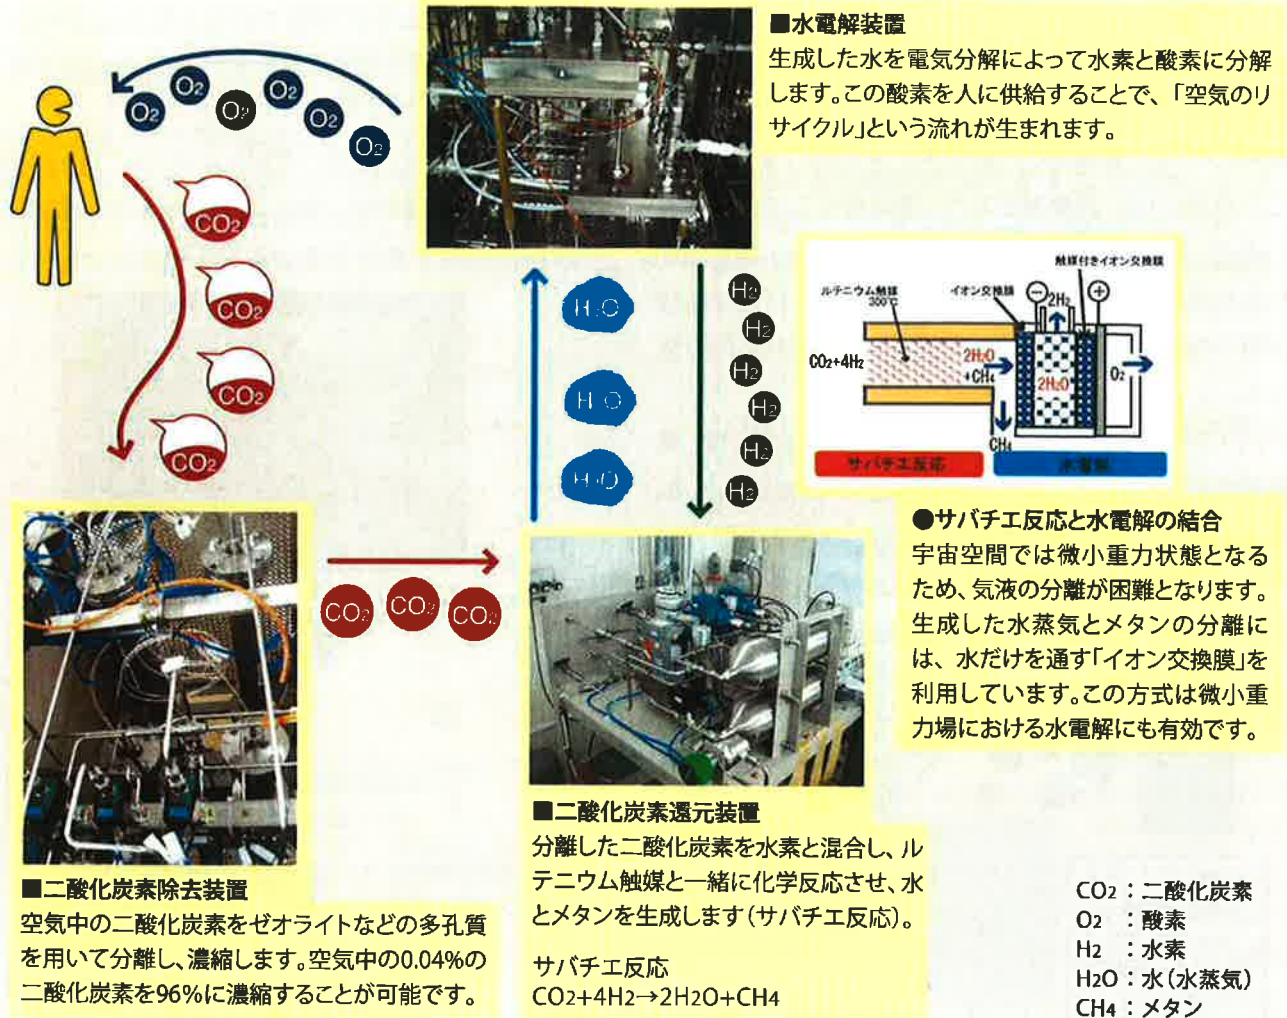 ■水電解装置
生成した水を電気分解によって水素と酸素に分解
します。この酸素を人に供給することで、「空気のリ
サイクル」という流れが生まれます。
O2
O2
O2
O2
O2
O2
CO2
CO2
CO2
CO2
H2O
H2O
H2O
H2
H2
H2
H2
H2
H2
触媒付きイオン交換膜
ルテニウム触媒
300℃
イオン交換膜
−
2H2
+
CO2+4H2
2H2O
+CH4
2H2O
O2
CH4
サバチエ反応
水電解
●サバチエ反応と水電解の結合
宇宙空間では微小重力状態となる
ため、気液の分離が困難となります。
生成した水蒸気とメタンの分離に
は、水だけを通す「イオン交換膜」を
利用しています。この方式は微小重
力場における水電解にも有効です。
CO2
CO2
CO2
■二酸化炭素除去装置
空気中の二酸化炭素をゼオライトなどの多孔質
を用いて分離し、濃縮します。空気中の0.04%の
二酸化炭素を96%に濃縮することが可能です。
■二酸化炭素還元装置
分離した二酸化炭素を水素と混合し、ル
テニウム触媒と一緒に化学反応させ、水
とメタンを生成します(サバチエ反応)。
サバチエ反応
CO2+4H2→2H2O+CH4
CO2：二酸化炭素
O2：酸素
H2：水素
H2O：水(水蒸気)
CH4：メタン